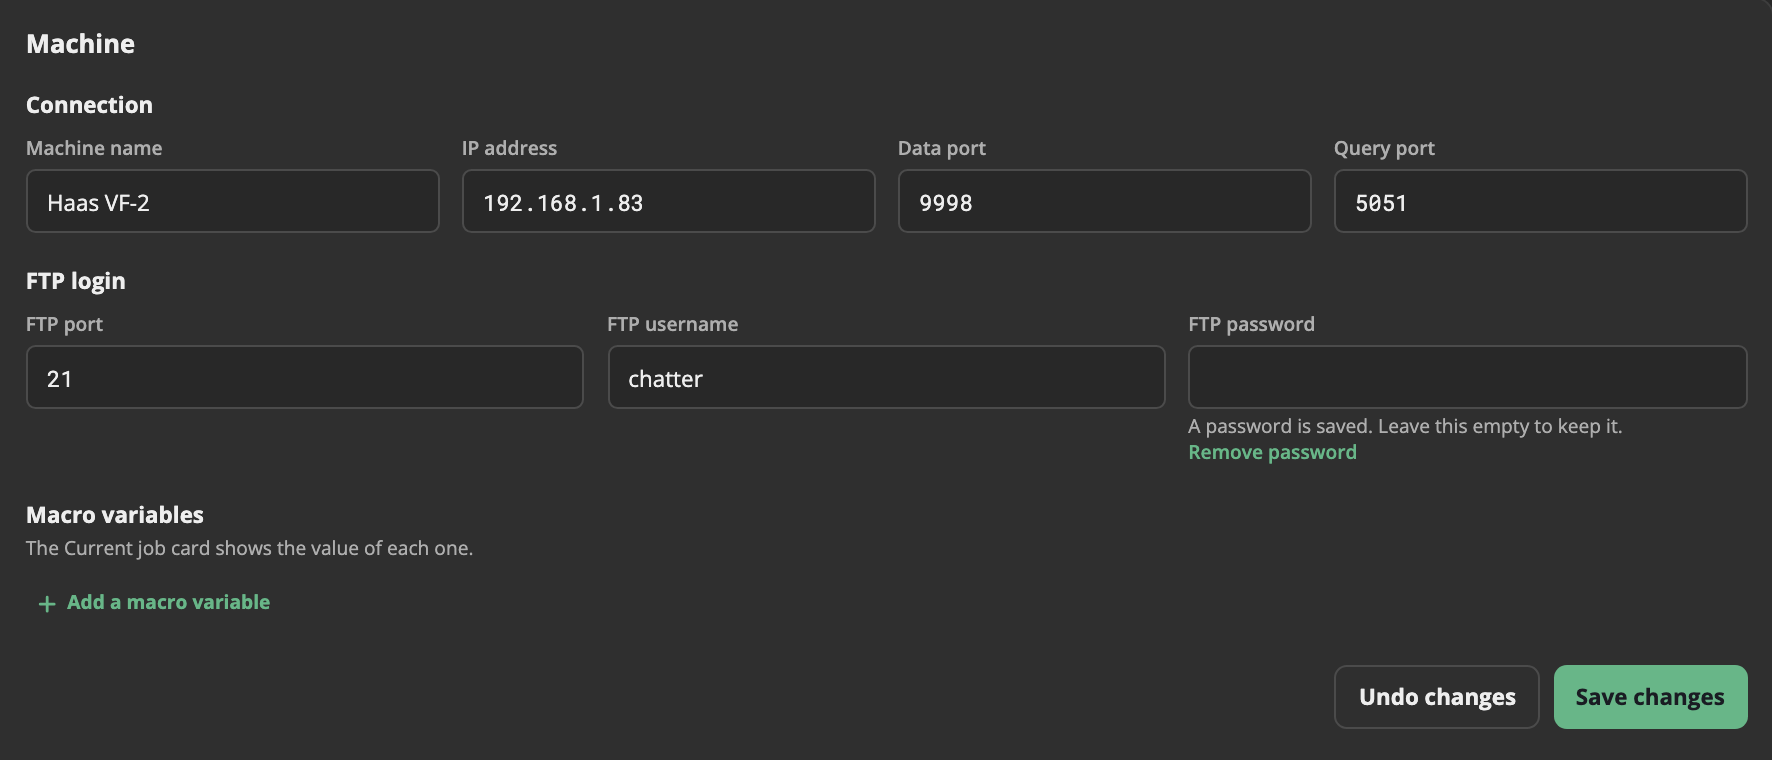 Machine
Connection
Machine name
IP address
Data port
Query port
Haas VF-2
192.168.1.83
9998
5051
FTP login
FTP port
FTP username
FTP password
21
chatter
A password is saved. Leave this empty to keep it.
Remove password
Macro variables
The Current job card shows the value of each one.
+ Add a macro variable
Undo changes
Save changes